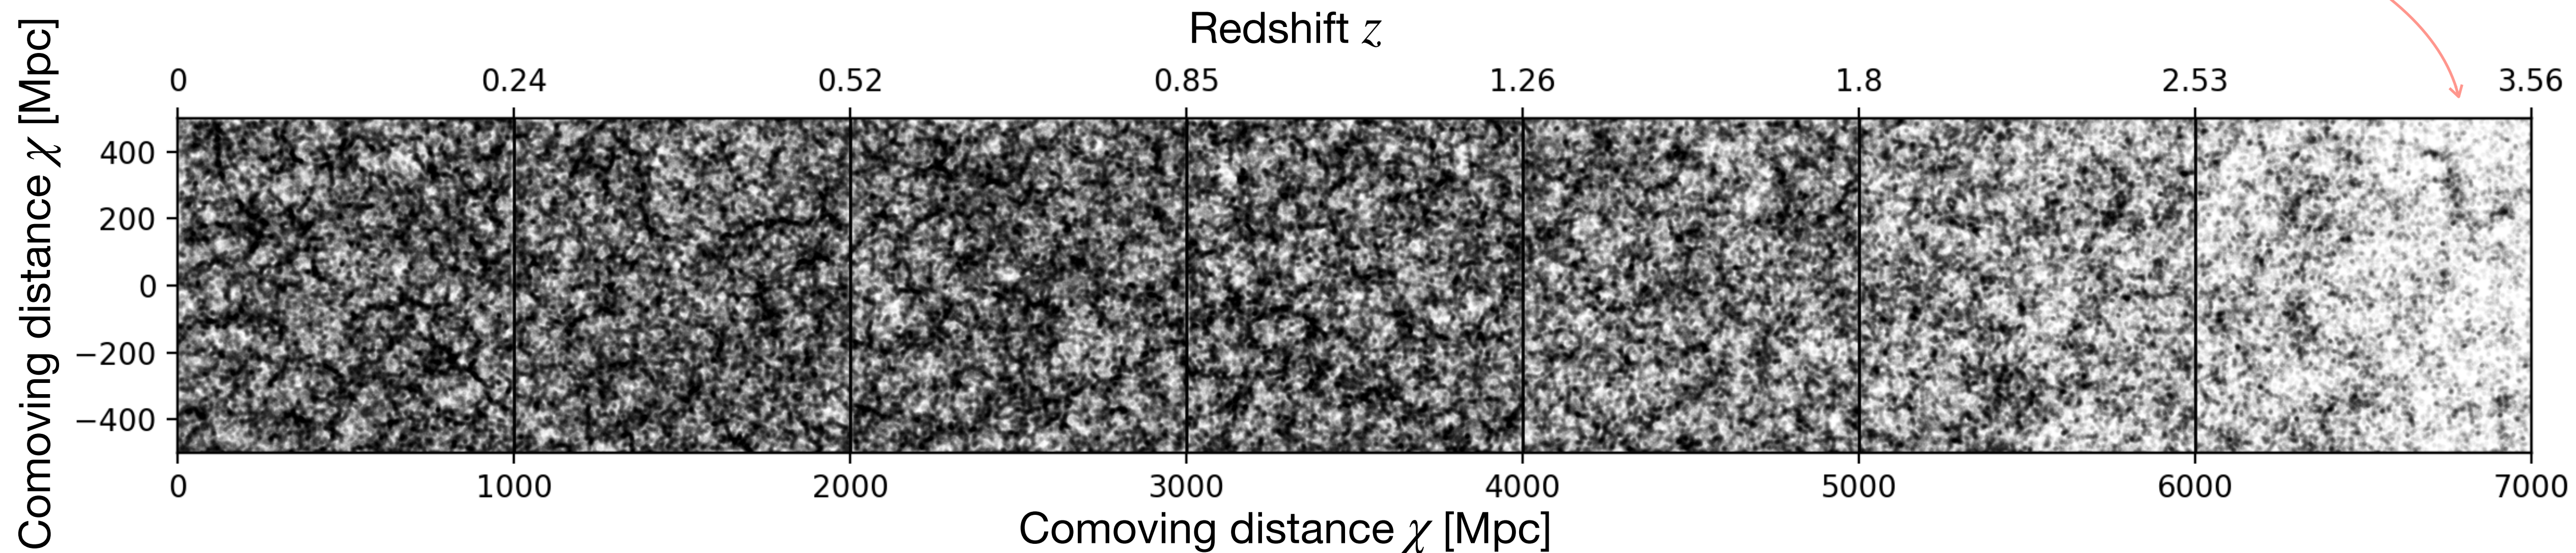 Redshift z
0 0.24 0.52 0.85 1.26 1.8 2.53 3.56
Comoving distance χ [Mpc]
400
200
0
−200
−400
0 1000 2000 3000 4000 5000 6000 7000
Comoving distance χ [Mpc]